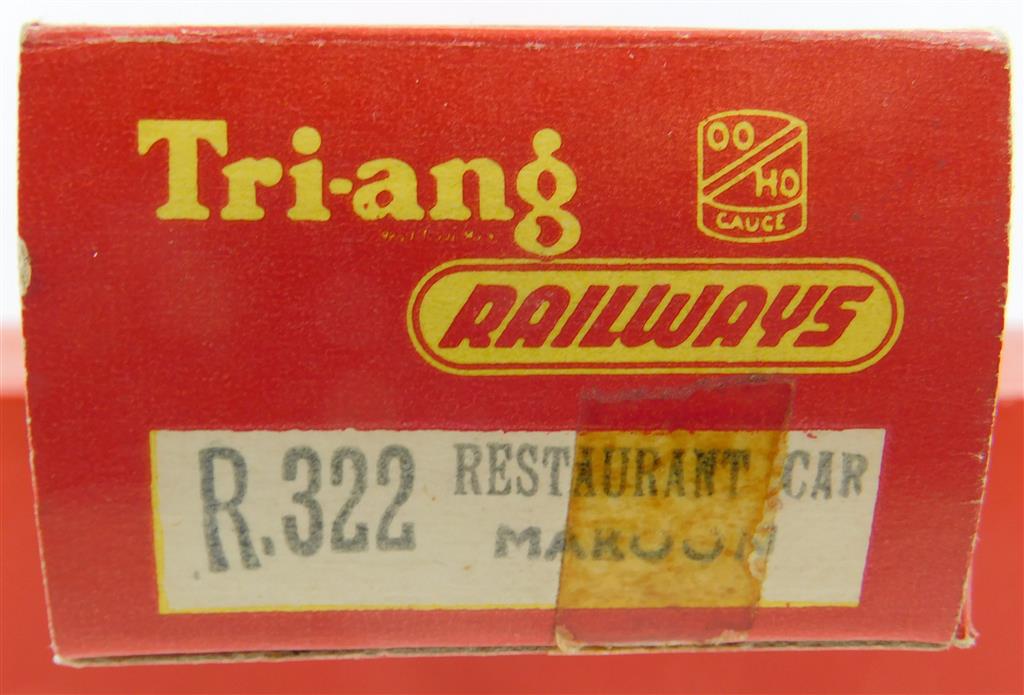 Tri-ang
OO/HO
GAUGE
RAILWAYS
R.322 RESTAURANT CAR
MAROON